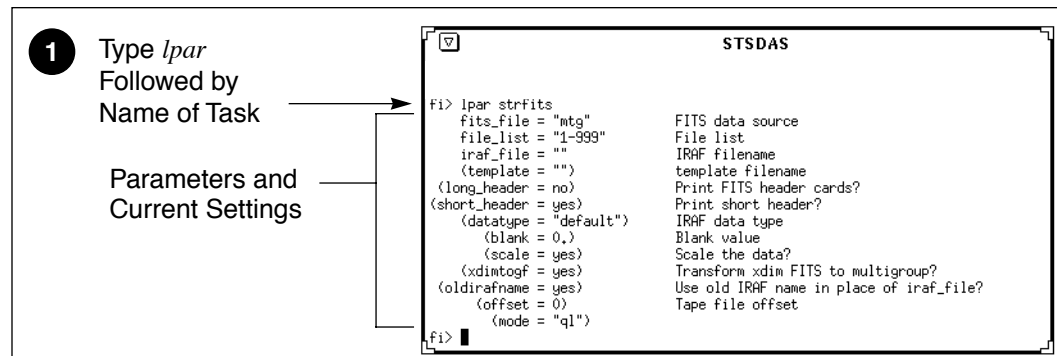 1
Type lpar
Followed by
Name of Task
Parameters and
Current Settings
STSDAS
fi> lpar strfits
fits_file = "mtg" FITS data source
file_list = "1-999" File list
iraf_file = "" IRAF filename
(template = "") template filename
(long_header = no) Print FITS header cards?
(short_header = yes) Print short header?
(datatype = "default") IRAF data type
(blank = 0.) Blank value
(scale = yes) Scale the data?
(xdimtogf = yes) Transform xdim FITS to multigroup?
(oldirafname = yes) Use old IRAF name in place of iraf_file?
(offset = 0) Tape file offset
(mode = "ql")
fi>